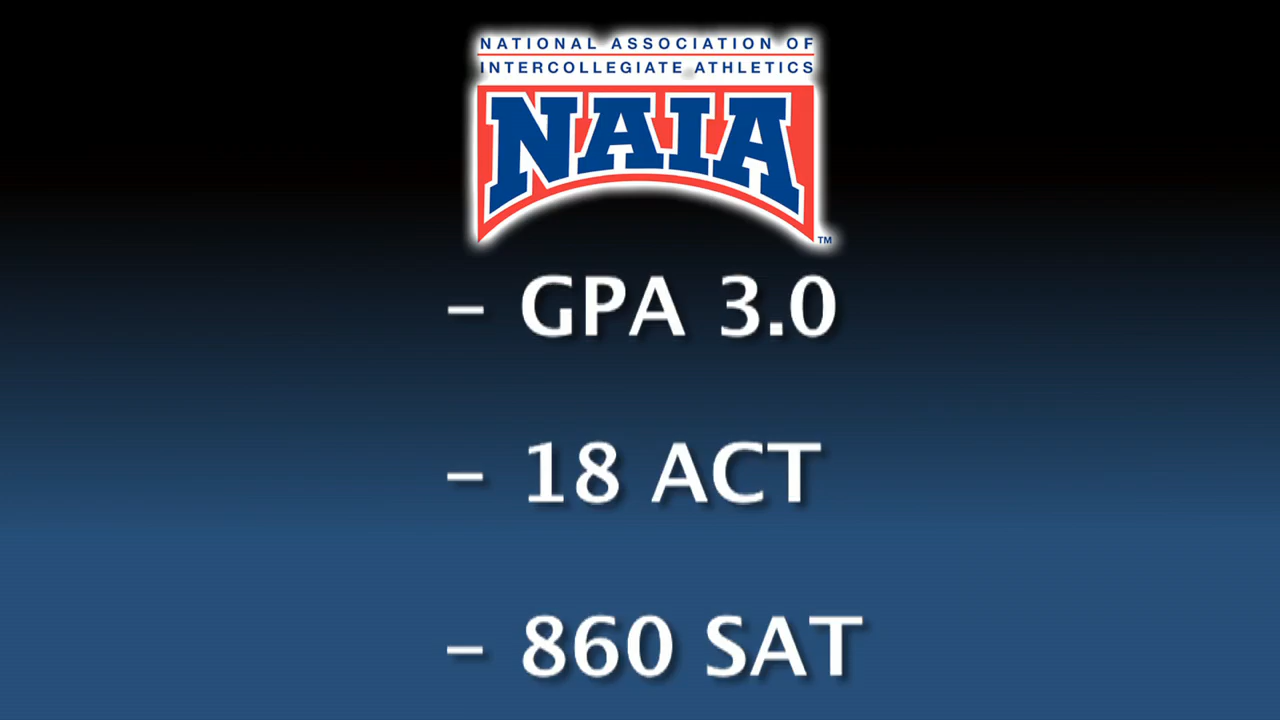 NATIONAL ASSOCIATION OF
INTERCOLLEGIATE ATHLETICS
NAIA
TM
- GPA 3.0
- 18 ACT
- 860 SAT